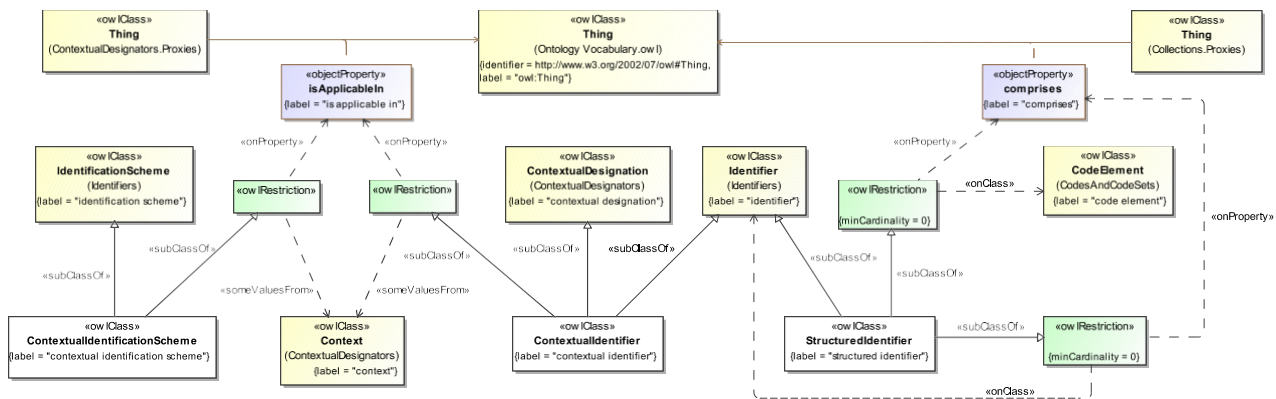 «owlClass»
Thing
(ContextualDesignators.Proxies)
«owlClass»
Thing
(Ontology Vocabulary.owl)
{identifier = http://www.w3.org/2002/07/owl#Thing,
label = "owl:Thing"}
«owlClass»
Thing
(Collections.Proxies)
«objectProperty»
isApplicableIn
{label = "is applicable in"}
«objectProperty»
comprises
{label = "comprises"}
«onProperty»
«onProperty»
«onProperty»
«owlClass»
IdentificationScheme
(Identifiers)
{label = "identification scheme"}
«owlRestriction»
«owlRestriction»
«owlClass»
ContextualDesignation
(ContextualDesignators)
{label = "contextual designation"}
«owlClass»
Identifier
(Identifiers)
{label = "identifier"}
«owlRestriction»
{minCardinality = 0}
«onClass»
«owlClass»
CodeElement
(CodesAndCodeSets)
{label = "code element"}
«onProperty»
«subClassOf»
«subClassOf»
«someValuesFrom»
«someValuesFrom»
«subClassOf»
«subClassOf»
«subClassOf»
«subClassOf»
«subClassOf»
«owlClass»
ContextualIdentificationScheme
{label = "contextual identification scheme"}
«owlClass»
Context
(ContextualDesignators)
{label = "context"}
«owlClass»
ContextualIdentifier
{label = "contextual identifier"}
«owlClass»
StructuredIdentifier
{label = "structured identifier"}
«subClassOf»
«owlRestriction»
{minCardinality = 0}
«onClass»